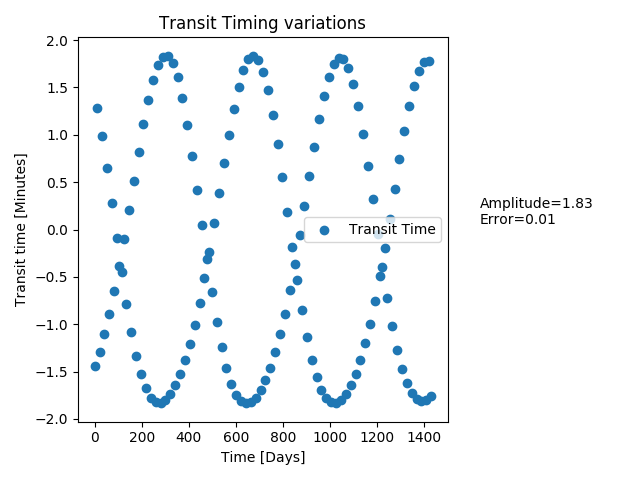 Transit Timing variations
2.0
1.5
1.0
0.5
0.0
−0.5
−1.0
−1.5
−2.0
Transit time [Minutes]
Transit Time
Amplitude=1.83
Error=0.01
0 200 400 600 800 1000 1200 1400
Time [Days]